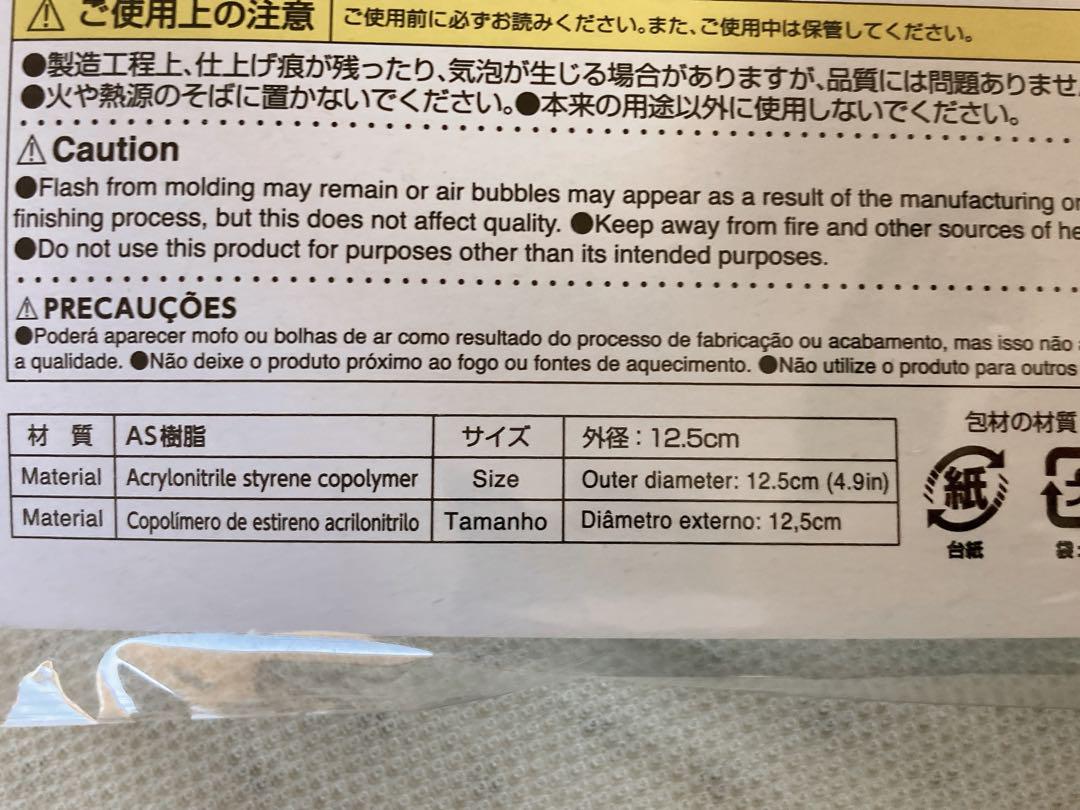 ⚠ ご使用上の注意 ご使用前に必ずお読みください。また、ご使用中は保管してください。
●製造工程上、仕上げ痕が残ったり、気泡が生じる場合がありますが、品質には問題ありませ
●火や熱源のそばに置かないでください。●本来の用途以外に使用しないでください。
⚠ Caution
●Flash from molding may remain or air bubbles may appear as a result of the manufacturing or
finishing process, but this does not affect quality. ●Keep away from fire and other sources of he
●Do not use this product for purposes other than its intended purposes.
⚠ PRECAUÇÕES
●Poderá aparecer mofo ou bolhas de ar como resultado do processo de fabricação ou acabamento, mas isso não
a qualidade. ●Não deixe o produto próximo ao fogo ou fontes de aquecimento. ●Não utilize o produto para outros
材 質 AS樹脂 サイズ 外径：12.5cm
Material Acrylonitrile styrene copolymer Size Outer diameter: 12.5cm (4.9in)
Material Copolímero de estireno acrilonitrilo Tamanho Diâmetro externo: 12,5cm
包材の材質
紙
台紙
袋